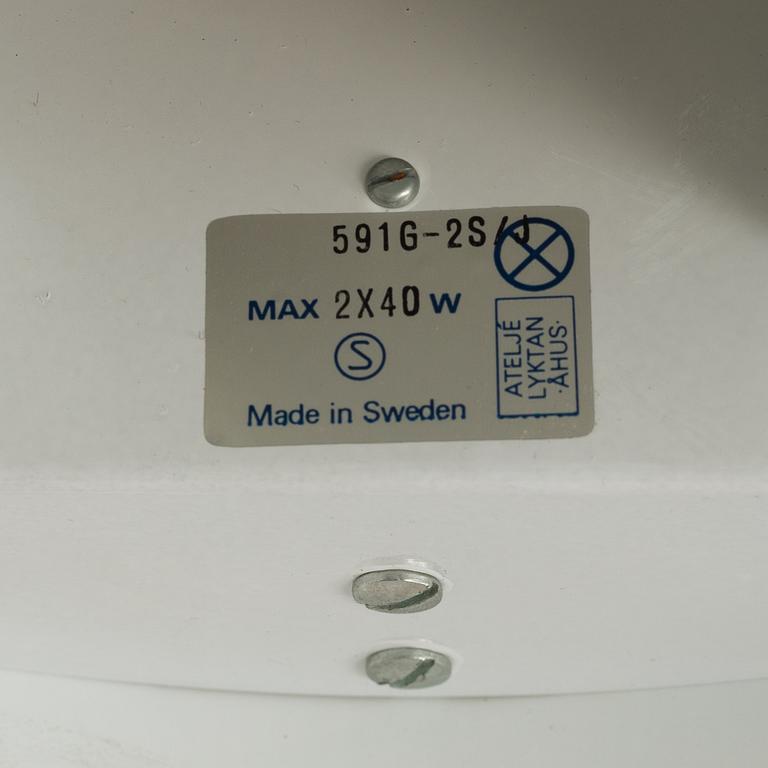 591G-2S/J
MAX 2X40 W
S
Made in Sweden
ATELJÉ
LYKTAN
·ÅHUS·